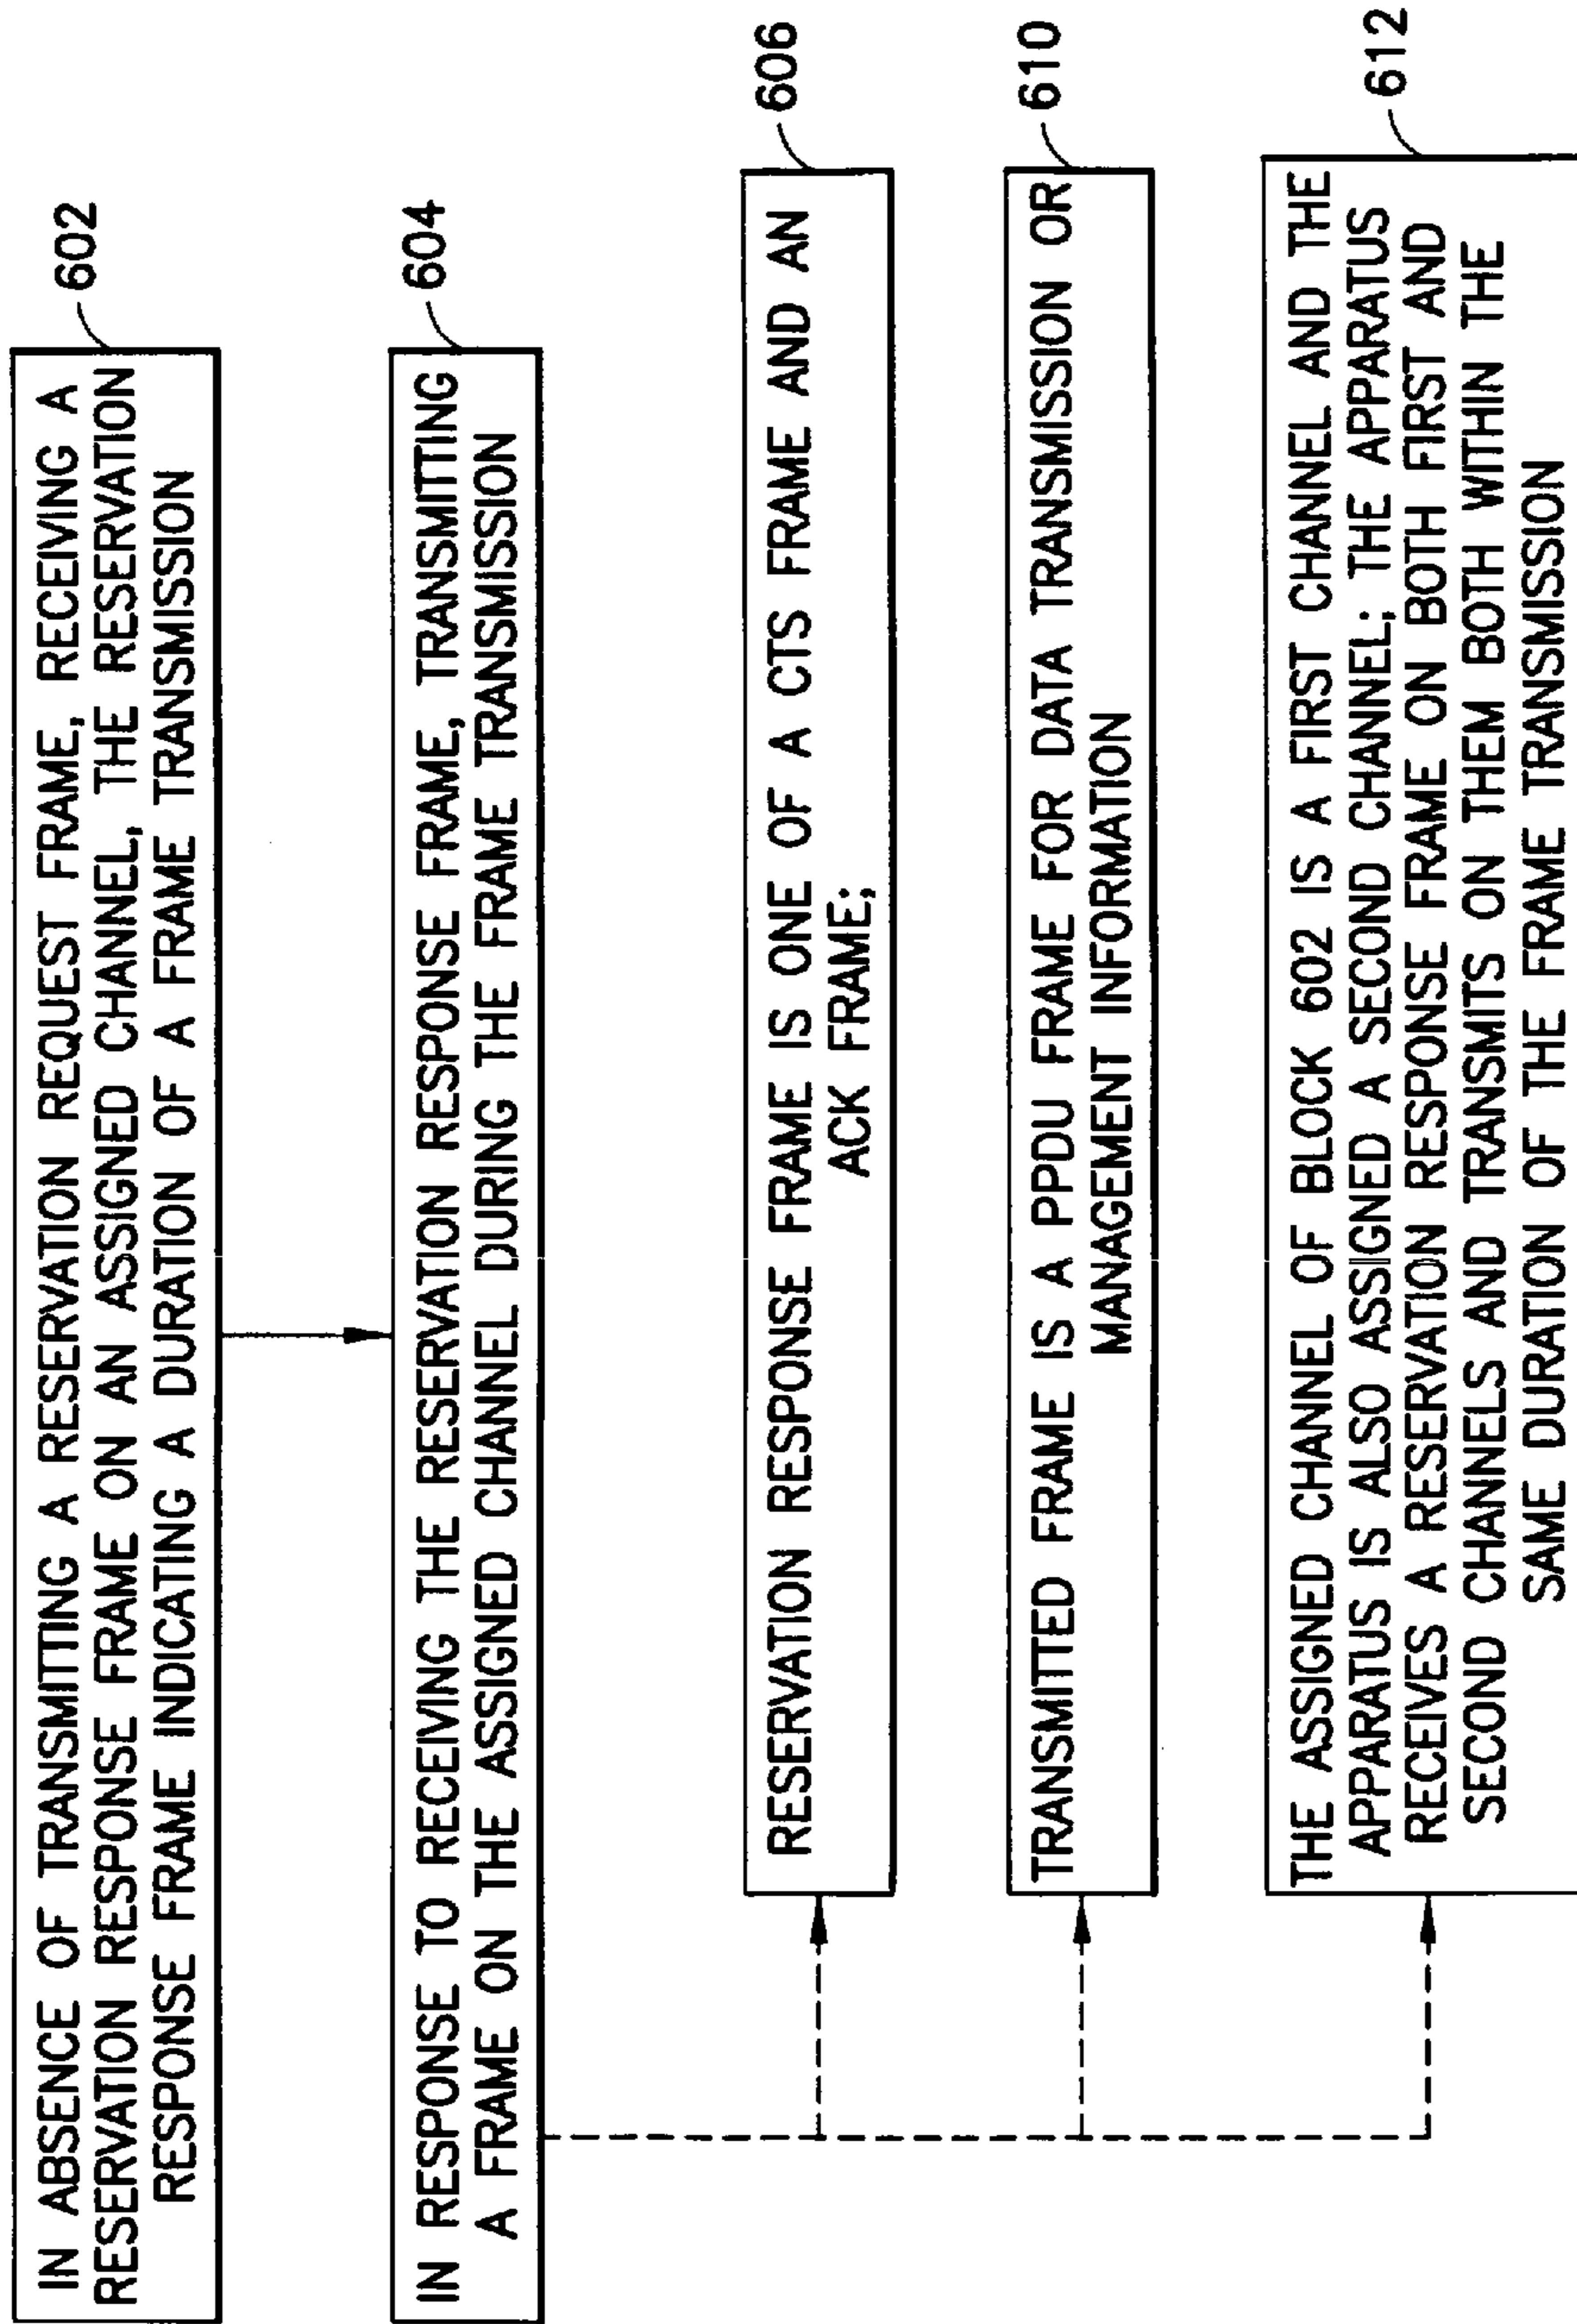 IN ABSENCE OF TRANSMITTING A RESERVATION REQUEST FRAME, RECEIVING A
RESERVATION RESPONSE FRAME ON AN ASSIGNED CHANNEL, THE RESERVATION
RESPONSE FRAME INDICATING A DURATION OF A FRAME TRANSMISSION
602
IN RESPONSE TO RECEIVING THE RESERVATION RESPONSE FRAME, TRANSMITTING
A FRAME ON THE ASSIGNED CHANNEL DURING THE FRAME TRANSMISSION
604
RESERVATION RESPONSE FRAME IS ONE OF A CTS FRAME AND AN
ACK FRAME;
606
TRANSMITTED FRAME IS A PPDU FRAME FOR DATA TRANSMISSION OR
MANAGEMENT INFORMATION
610
THE ASSIGNED CHANNEL OF BLOCK 602 IS A FIRST CHANNEL AND THE
APPARATUS IS ALSO ASSIGNED A SECOND CHANNEL; THE APPARATUS
RECEIVES A RESERVATION RESPONSE FRAME ON BOTH FIRST AND
SECOND CHANNELS AND TRANSMITS ON THEM BOTH WITHIN THE
SAME DURATION OF THE FRAME TRANSMISSION
612